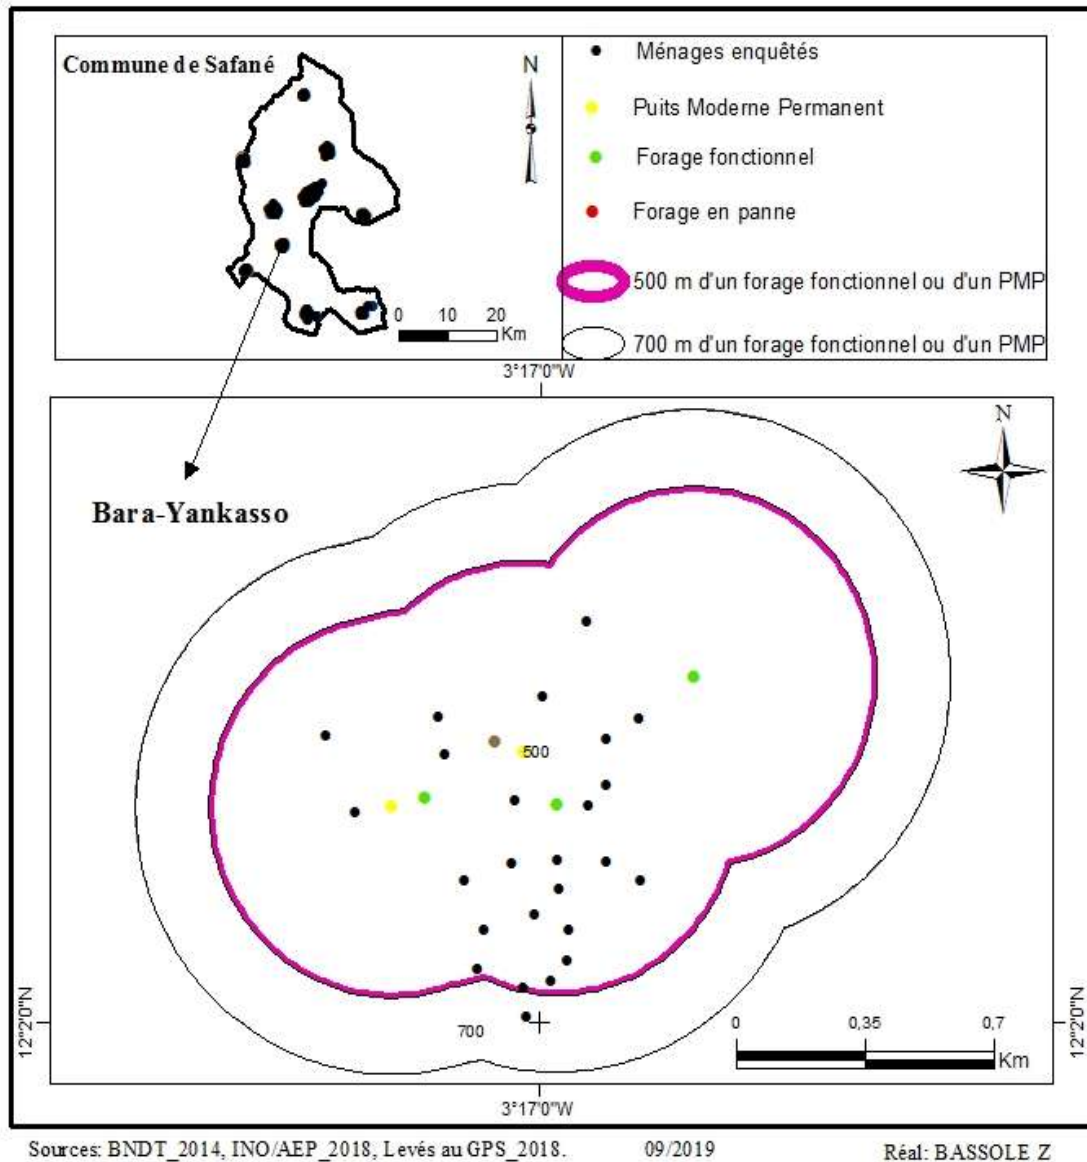 Commune de Safané
N
0 10 20
Km
Ménages enquêtés
Puits Moderne Permanent
Forage fonctionnel
Forage en panne
500 m d'un forage fonctionnel ou d'un PMP
700 m d'un forage fonctionnel ou d'un PMP
3°17'0"W
N
Bara-Yankasso
500
700
12°2'0"N
12°2'0"N
0 0,35 0,7
Km
3°17'0"W
Sources: BNDT_2014, INO/AEP_2018, Levés au GPS_2018. 09/2019 Réal: BASSOLE Z